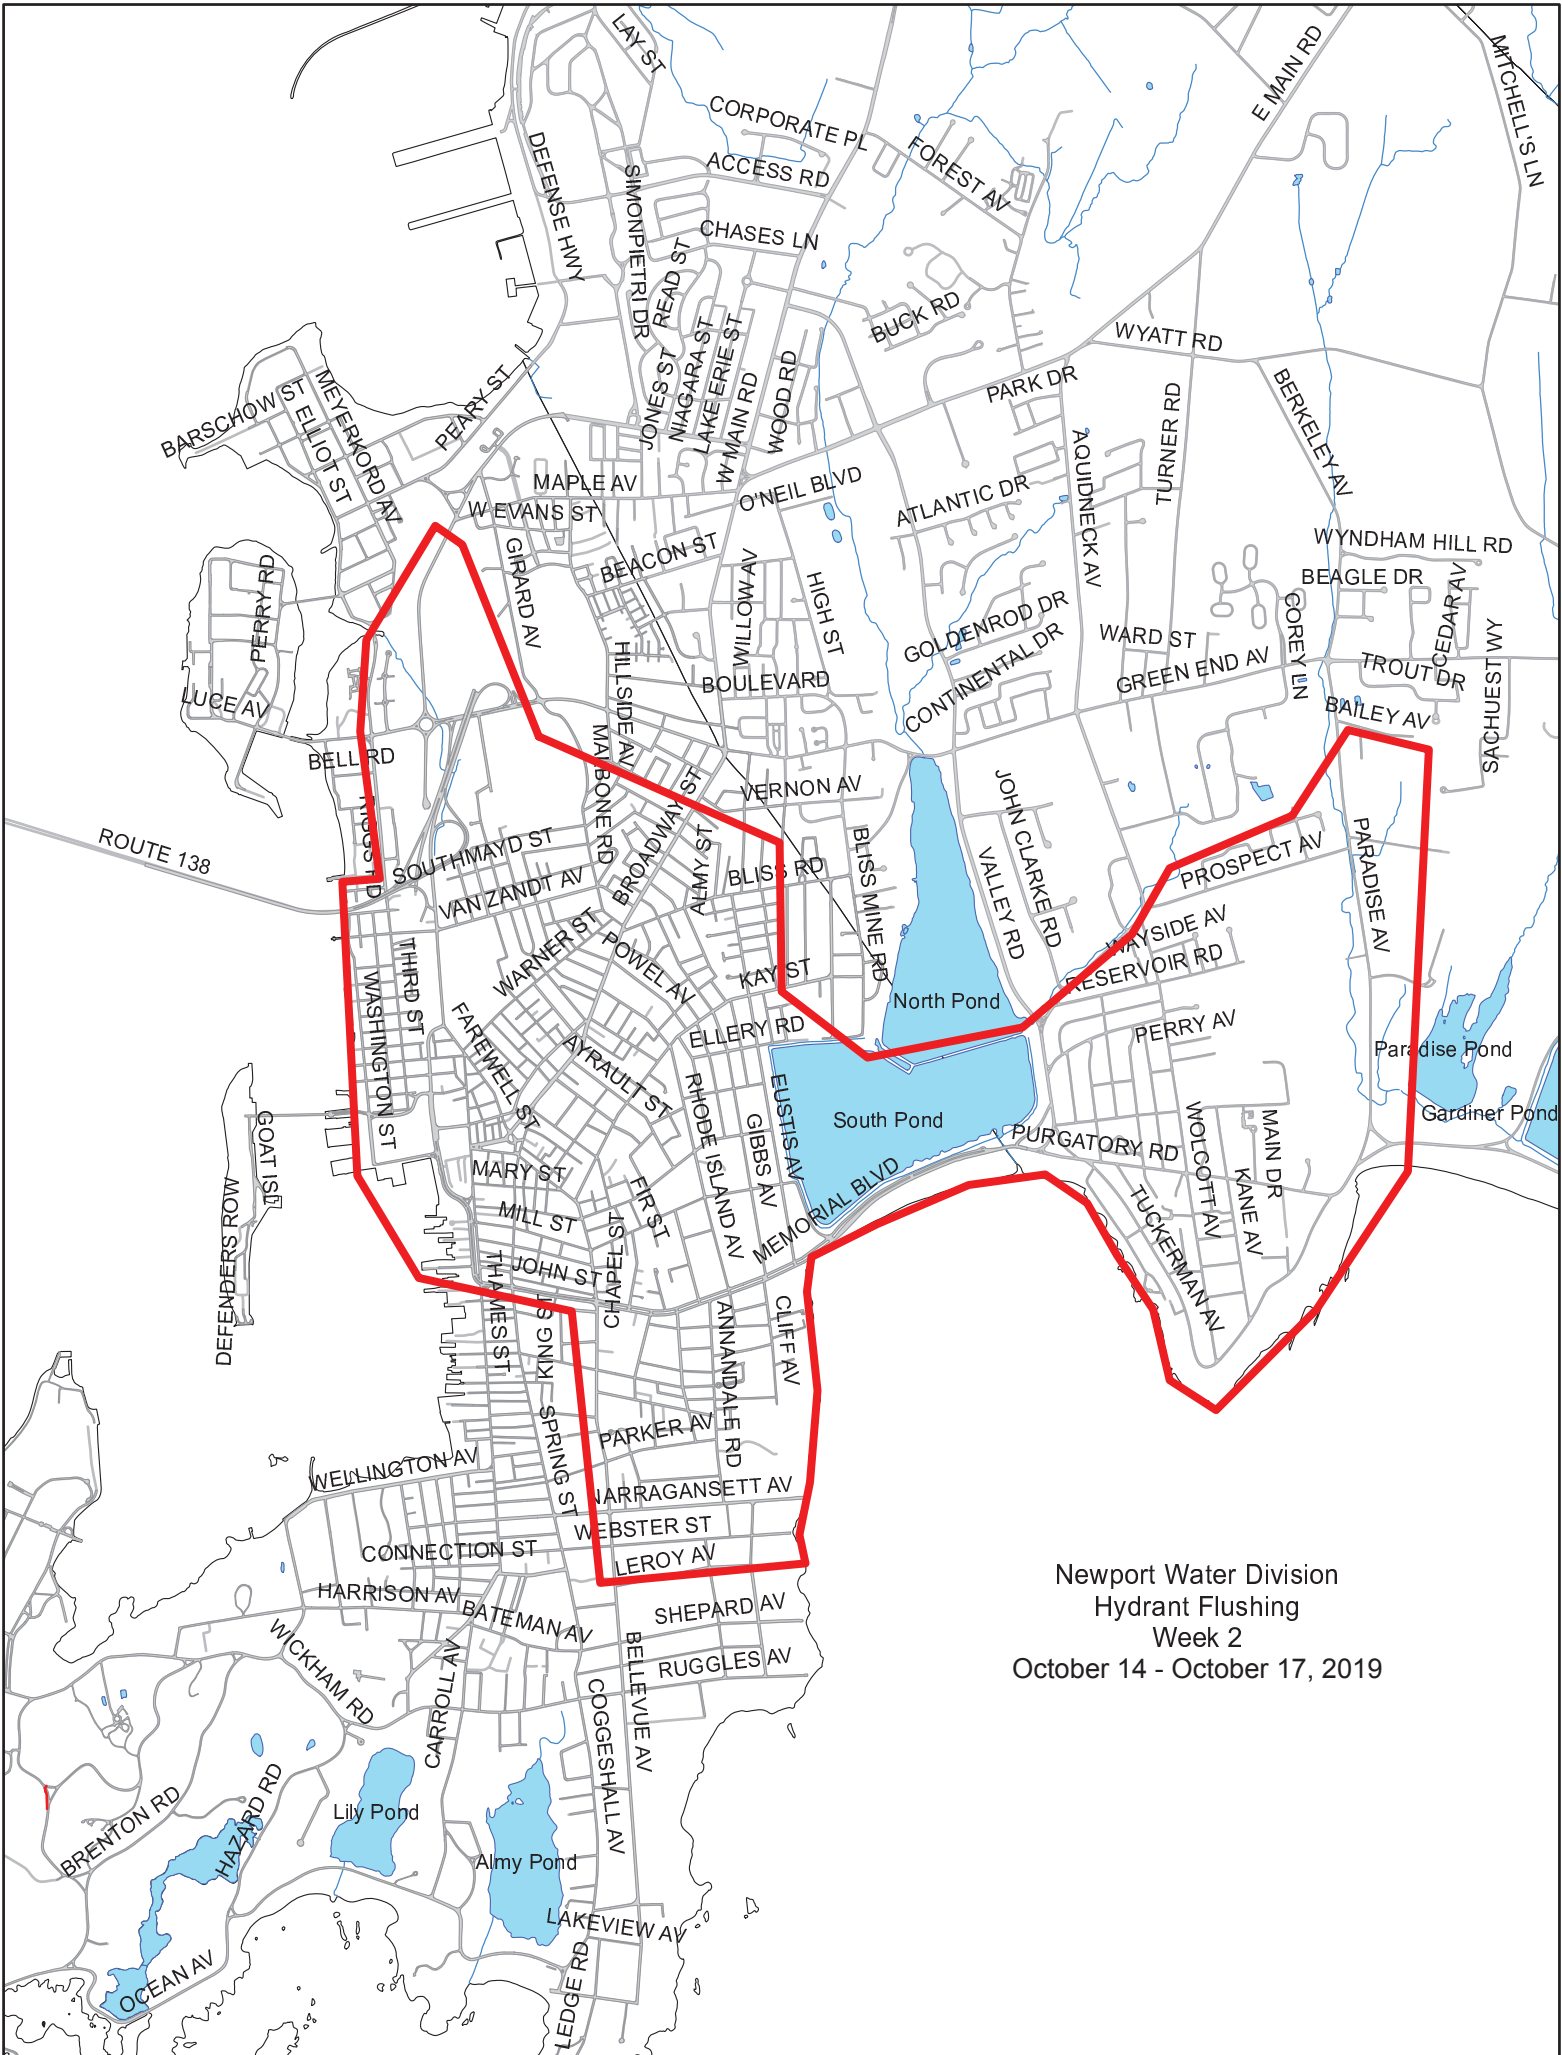 LAY ST
E MAIN RD
MITCHELL'S LN
CORPORATE PL
DEFENSE HWY
ACCESS RD
FOREST AV
SIMONPIETRI DR
CHASES LN
READ ST
BUCK RD
WYATT RD
NIAGARA ST
LAKE ERIE ST
JONES ST
W MAIN RD
WOOD RD
PARK DR
BARSCHOW ST
MEYERKORD AV
ELLIOT ST
PEARY ST
TURNER RD
BERKELEY AV
AQUIDNECK AV
MAPLE AV
O'NEIL BLVD
ATLANTIC DR
W EVANS ST
BEACON ST
GIRARD AV
WYNDHAM HILL RD
BEAGLE DR
CEDAR AV
PERRY RD
WILLOW AV
HIGH ST
GOLDENROD DR
CONTINENTAL DR
WARD ST
COREY LN
SACHUEST WY
HILLSIDE AV
BOULEVARD
GREEN END AV
TROUT DR
LUCE AV
BAILEY AV
BELL RD
MALBONE RD
VERNON AV
JOHN CLARKE RD
RIGGS RD
BROADWAY ST
ROUTE 138
SOUTHMAYD ST
ALMY ST
BLISS RD
BLISS MINE RD
VALLEY RD
PROSPECT AV
PARADISE AV
VAN ZANDT AV
WARNER ST
POWEL AV
WAYSIDE AV
THIRD ST
KAY ST
RESERVOIR RD
WASHINGTON ST
North Pond
FAREWELL ST
ELLERY RD
PERRY AV
Paradise Pond
AYRAULT ST
RHODE ISLAND AV
EUSTIS AV
GIBBS AV
South Pond
Gardiner Pond
GOAT ISL
PURGATORY RD
WOLCOTT AV
MAIN DR
MARY ST
KANE AV
DEFENDERS ROW
MILL ST
FIR ST
MEMORIAL BLVD
TUCKERMAN AV
CHAPEL ST
JOHN ST
THAMES ST
KING ST
ANNANDALE RD
CLIFF AV
SPRING ST
PARKER AV
WELLINGTON AV
NARRAGANSETT AV
WEBSTER ST
CONNECTION ST
LEROY AV
HARRISON AV
BATEMAN AV
SHEPARD AV
WICKHAM RD
CARROLL AV
BELLEVUE AV
RUGGLES AV
COGGESHALL AV
Newport Water Division
Hydrant Flushing
Week 2
October 14 - October 17, 2019
BRENTON RD
HAZARD RD
Lily Pond
Almy Pond
LAKEVIEW AV
OCEAN AV
LEDGE RD